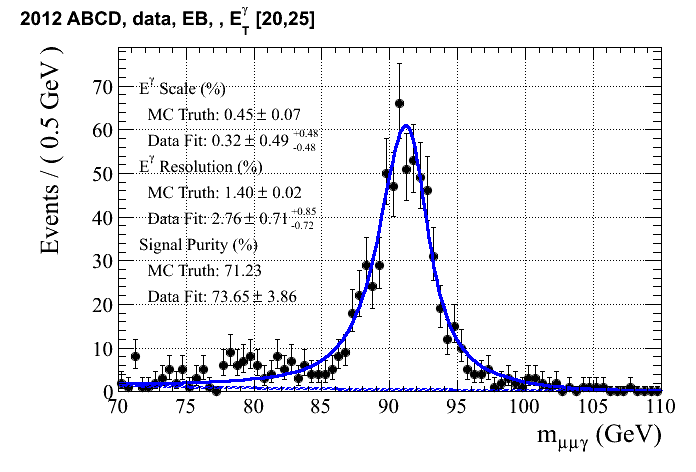 2012 ABCD, data, EB, , E_T^γ [20,25]
Events / ( 0.5 GeV )
70
60
50
40
30
20
10
0
E^γ Scale (%)
MC Truth: 0.45 ± 0.07
Data Fit: 0.32 ± 0.49 +0.48 -0.48
E^γ Resolution (%)
MC Truth: 1.40 ± 0.02
Data Fit: 2.76 ± 0.71 +0.85 -0.72
Signal Purity (%)
MC Truth: 71.23
Data Fit: 73.65 ± 3.86
70 75 80 85 90 95 100 105 110
m_μμγ (GeV)